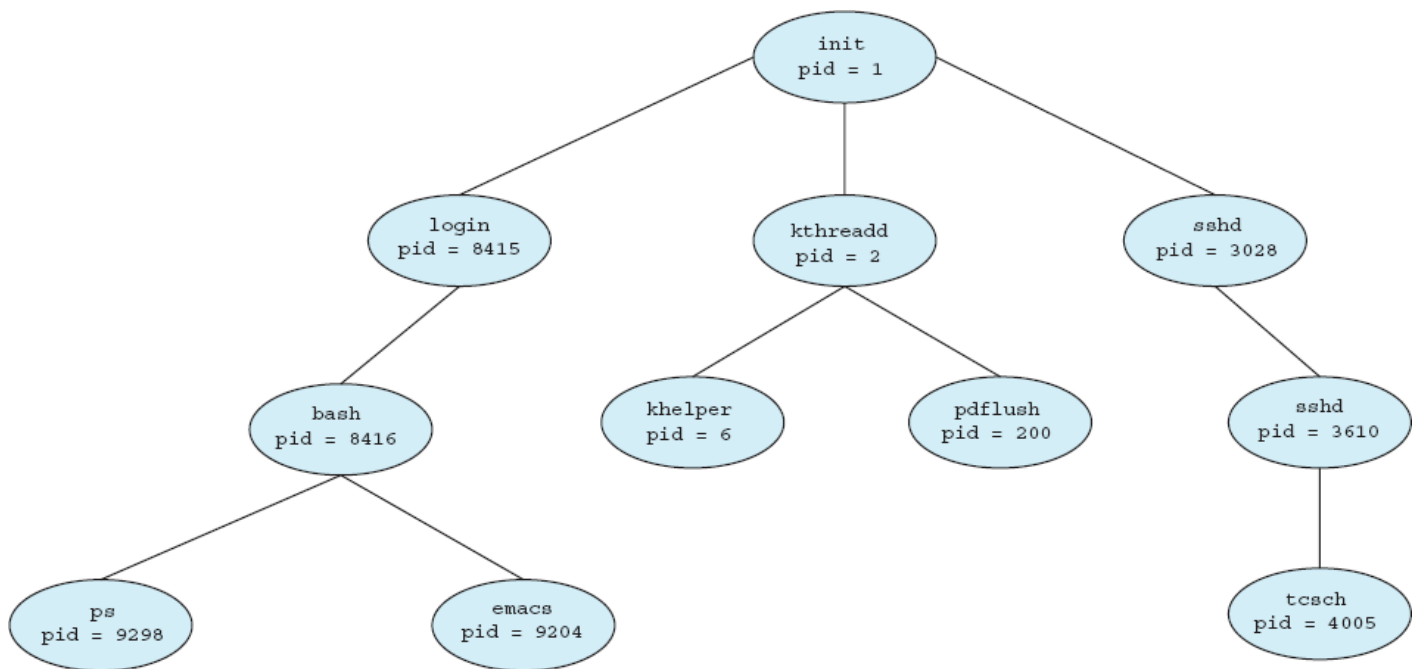 init
pid = 1
login
pid = 8415
kthreadd
pid = 2
sshd
pid = 3028
bash
pid = 8416
khelper
pid = 6
pdflush
pid = 200
sshd
pid = 3610
ps
pid = 9298
emacs
pid = 9204
tcsch
pid = 4005